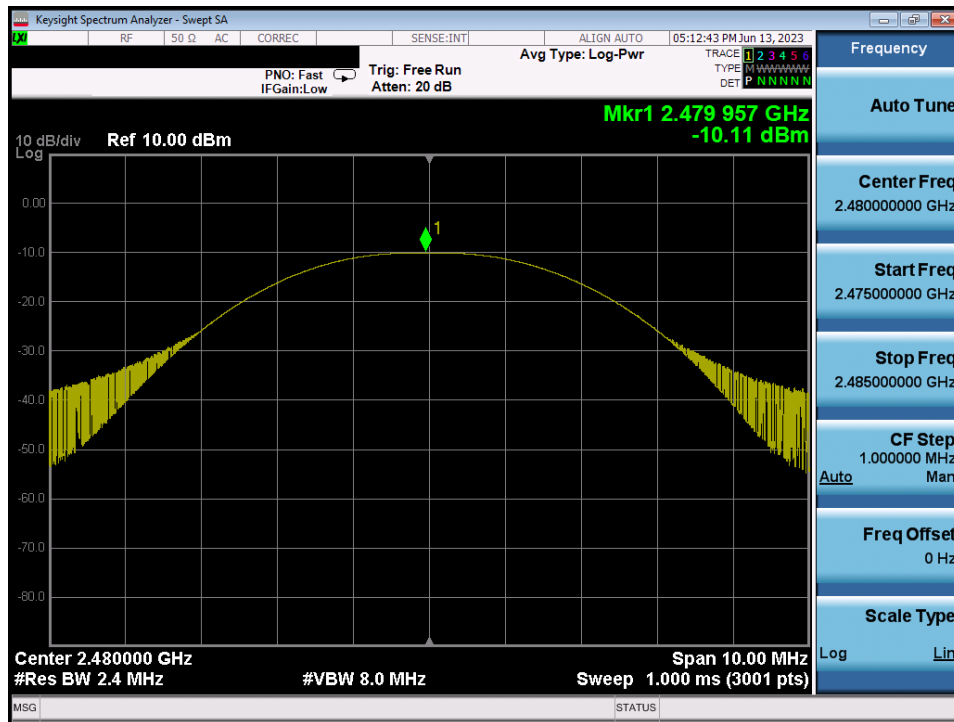 Keysight Spectrum Analyzer - Swept SA
LXI RF 50 Ω AC CORREC SENSE:INT ALIGN AUTO 05:12:43 PM Jun 13, 2023
Frequency
Avg Type: Log-Pwr TRACE 1 2 3 4 5 6
PNO: Fast Trig: Free Run TYPE M W W W W W
IFGain:Low Atten: 20 dB DET P N N N N N
Auto Tune
Mkr1 2.479 957 GHz
-10.11 dBm
10 dB/div Ref 10.00 dBm
Log
1
0.00
-10.0
-20.0
-30.0
-40.0
-50.0
-60.0
-70.0
-80.0
Center Freq
2.480000000 GHz
Start Freq
2.475000000 GHz
Stop Freq
2.485000000 GHz
CF Step
1.000000 MHz
Auto Man
Freq Offset
0 Hz
Scale Type
Log Lin
Center 2.480000 GHz Span 10.00 MHz
#Res BW 2.4 MHz #VBW 8.0 MHz Sweep 1.000 ms (3001 pts)
MSG STATUS